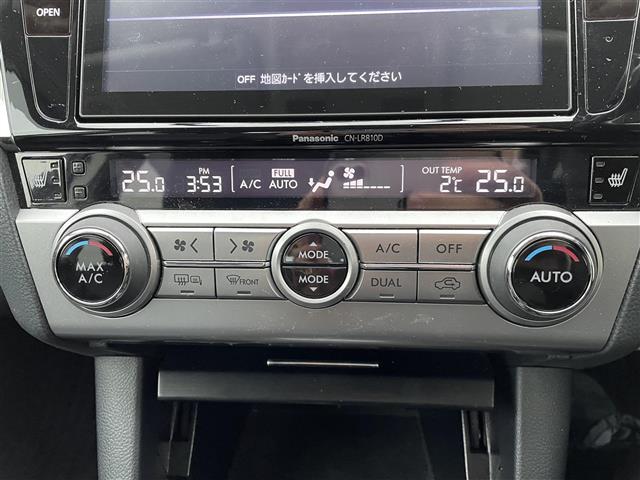 OPEN
OFF 地図カードを挿入してください
Panasonic CN-LR810D
25.0 PM 3:53 A/C FULL AUTO OUT TEMP 2℃ 25.0
MAX A/C
MODE
A/C
OFF
AUTO
FRONT
MODE
DUAL